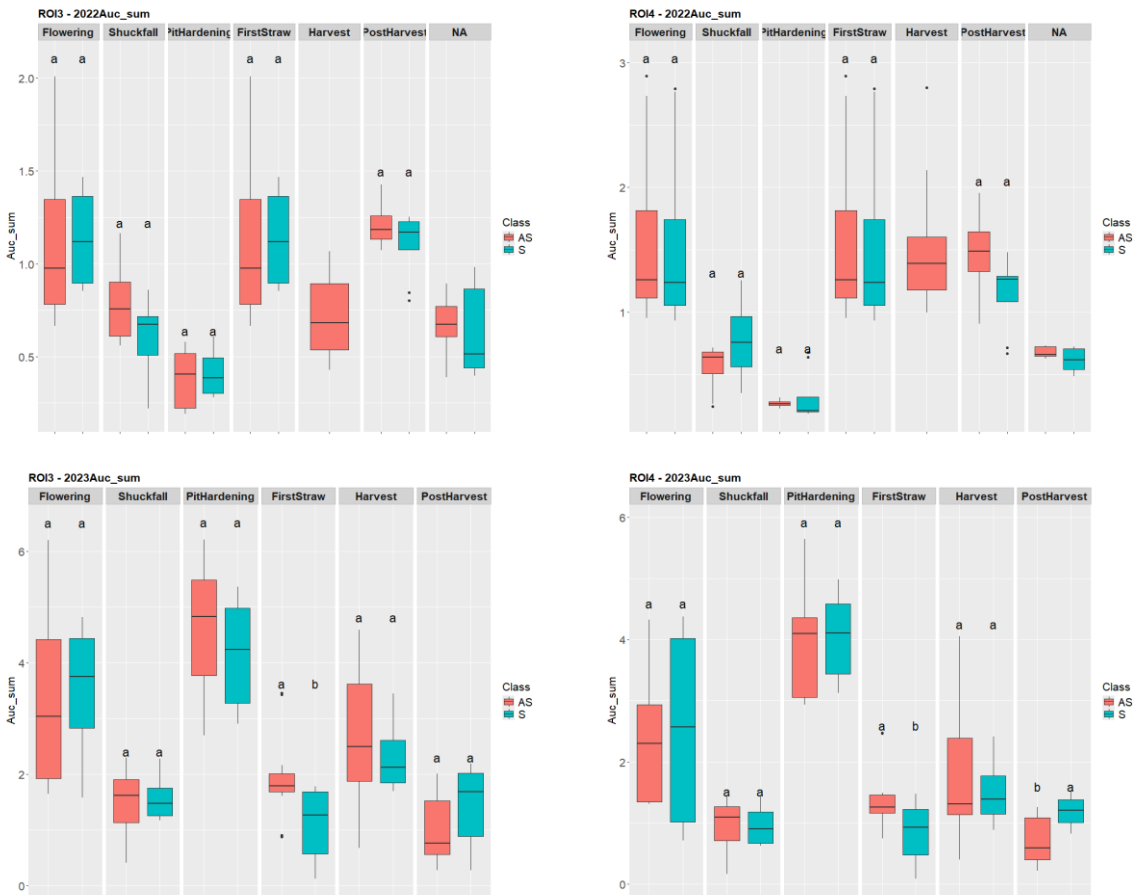 ROI3 - 2022Auc_sum
Flowering Shuckfall PitHardening FirstStraw Harvest PostHarvest NA
a a a a a a a a a a
2.0
1.5
1.0
0.5
Auc_sum
Class
AS
S
ROI4 - 2022Auc_sum
Flowering Shuckfall PitHardening FirstStraw Harvest PostHarvest NA
a a a a a a a a a a
3
2
1
Auc_sum
Class
AS
S
ROI3 - 2023Auc_sum
Flowering Shuckfall PitHardening FirstStraw Harvest PostHarvest
a a a a a a a b a a a a
6
4
2
0
Auc_sum
Class
AS
S
ROI4 - 2023Auc_sum
Flowering Shuckfall PitHardening FirstStraw Harvest PostHarvest
a a a a a a a b a a b a
6
4
2
0
Auc_sum
Class
AS
S